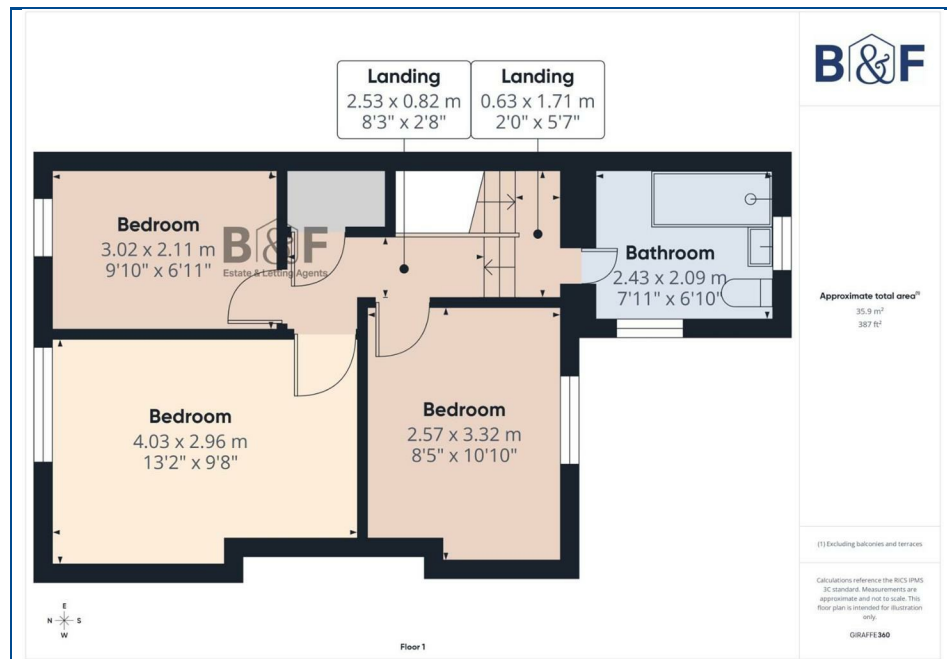 Landing
2.53 x 0.82 m
8'3" x 2'8"
Landing
0.63 x 1.71 m
2'0" x 5'7"
Bedroom
3.02 x 2.11 m
9'10" x 6'11"
B&F
Estate & Letting Agents
Bathroom
2.43 x 2.09 m
7'11" x 6'10"
Bedroom
4.03 x 2.96 m
13'2" x 9'8"
Bedroom
2.57 x 3.32 m
8'5" x 10'10"
E
N S
W
Floor 1
B&F
Approximate total area(1)
35.9 m²
387 ft²
(1) Excluding balconies and terraces
Calculations reference the RICS IPMS
3C standard. Measurements are
approximate and not to scale. This
floor plan is intended for illustration
only.
GIRAFFE360